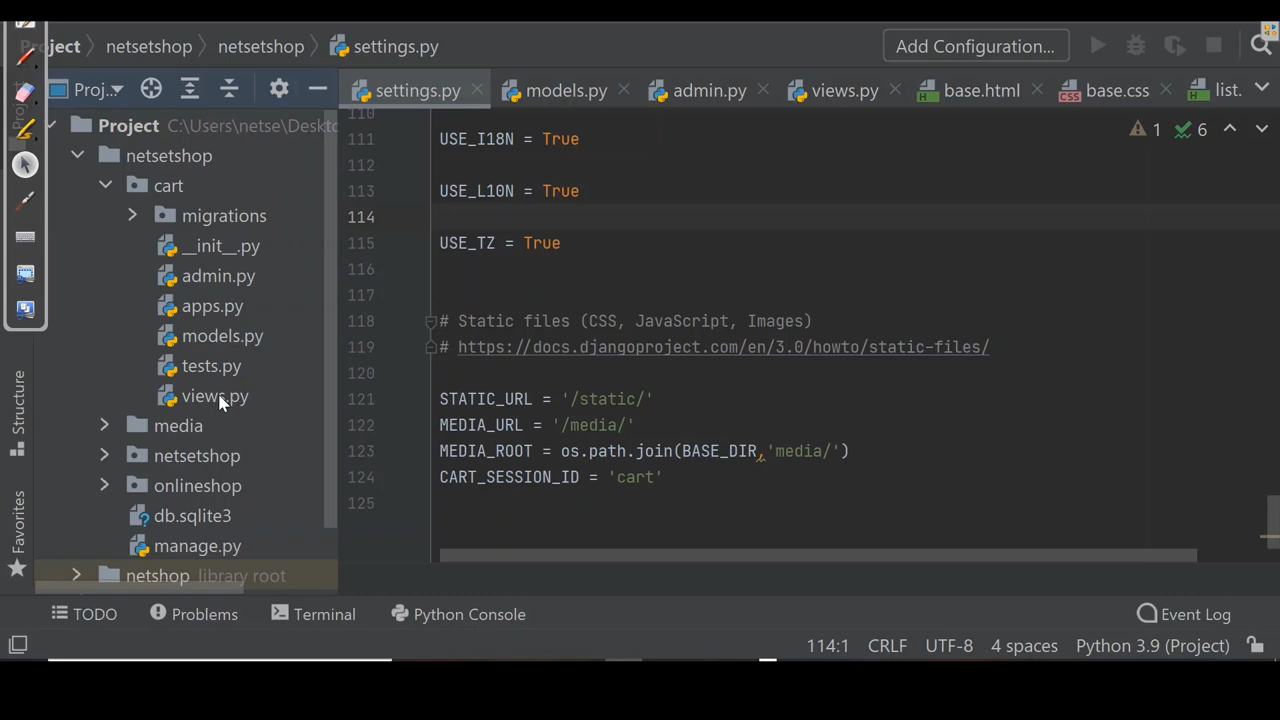 Project netsetshop netsetshop settings.py Add Configuration...
Proj... settings.py models.py admin.py views.py base.html base.css list.
Project C:\Users\netse\Deskto
netsetshop
cart
migrations
__init__.py
admin.py
apps.py
models.py
tests.py
views.py
media
netsetshop
onlineshop
db.sqlite3
manage.py
netshop library root
Project
Structure
Favorites
1 6
110
111 USE_I18N = True
112
113 USE_L10N = True
114
115 USE_TZ = True
116
117
118 # Static files (CSS, JavaScript, Images)
119 # https://docs.djangoproject.com/en/3.0/howto/static-files/
120
121 STATIC_URL = '/static/'
122 MEDIA_URL = '/media/'
123 MEDIA_ROOT = os.path.join(BASE_DIR,'media/')
124 CART_SESSION_ID = 'cart'
125
TODO Problems Terminal Python Console Event Log
114:1 CRLF UTF-8 4 spaces Python 3.9 (Project)